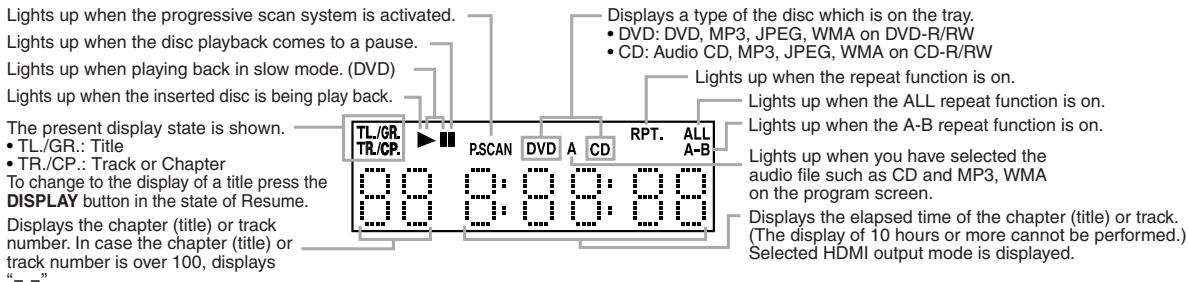 Lights up when the progressive scan system is activated.
Lights up when the disc playback comes to a pause.
Lights up when playing back in slow mode. (DVD)
Lights up when the inserted disc is being play back.
The present display state is shown.
• TL./GR.: Title
• TR./CP.: Track or Chapter
To change to the display of a title press the
DISPLAY button in the state of Resume.
Displays the chapter (title) or track
number. In case the chapter (title) or
track number is over 100, displays
“– –”
TL./GR.
TR./CP.
P.SCAN DVD A CD
RPT. ALL
A-B
88 8:88:88
Displays a type of the disc which is on the tray.
• DVD: DVD, MP3, JPEG, WMA on DVD-R/RW
• CD: Audio CD, MP3, JPEG, WMA on CD-R/RW
Lights up when the repeat function is on.
Lights up when the ALL repeat function is on.
Lights up when the A-B repeat function is on.
Lights up when you have selected the
audio file such as CD and MP3, WMA
on the program screen.
Displays the elapsed time of the chapter (title) or track.
(The display of 10 hours or more cannot be performed.)
Selected HDMI output mode is displayed.